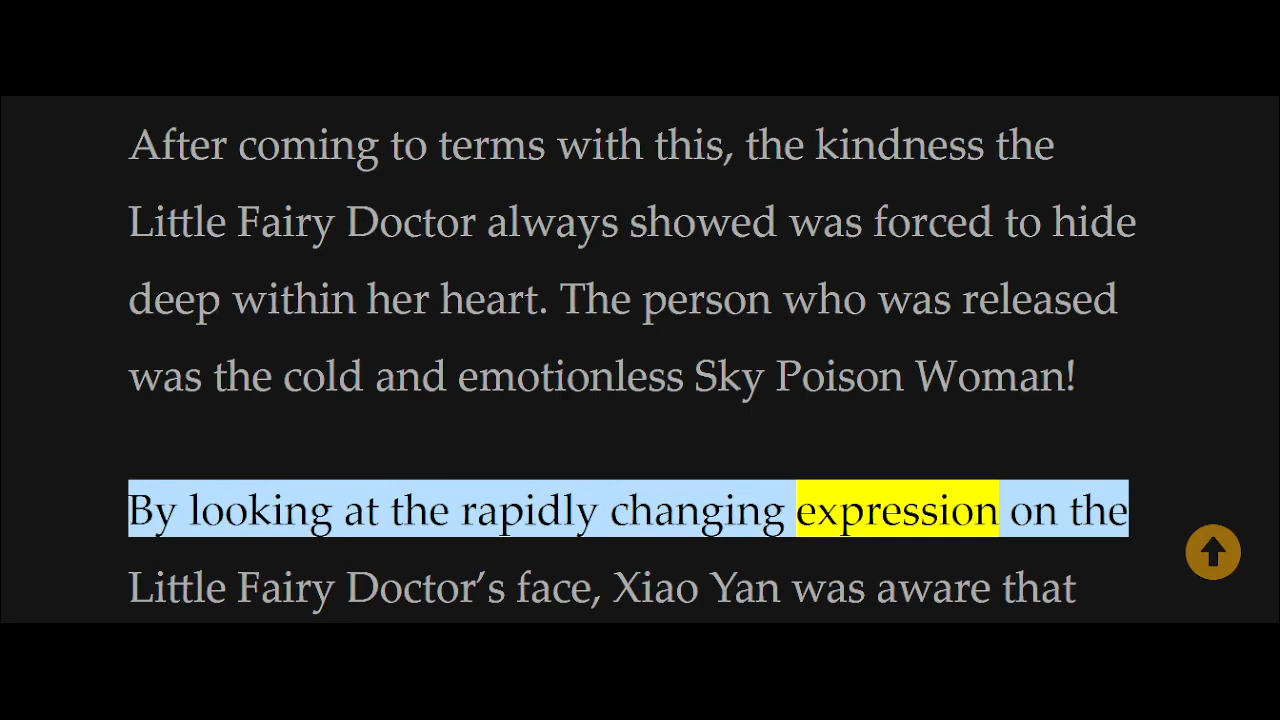 After coming to terms with this, the kindness the
Little Fairy Doctor always showed was forced to hide
deep within her heart. The person who was released
was the cold and emotionless Sky Poison Woman!
By looking at the rapidly changing expression on the
Little Fairy Doctor’s face, Xiao Yan was aware that